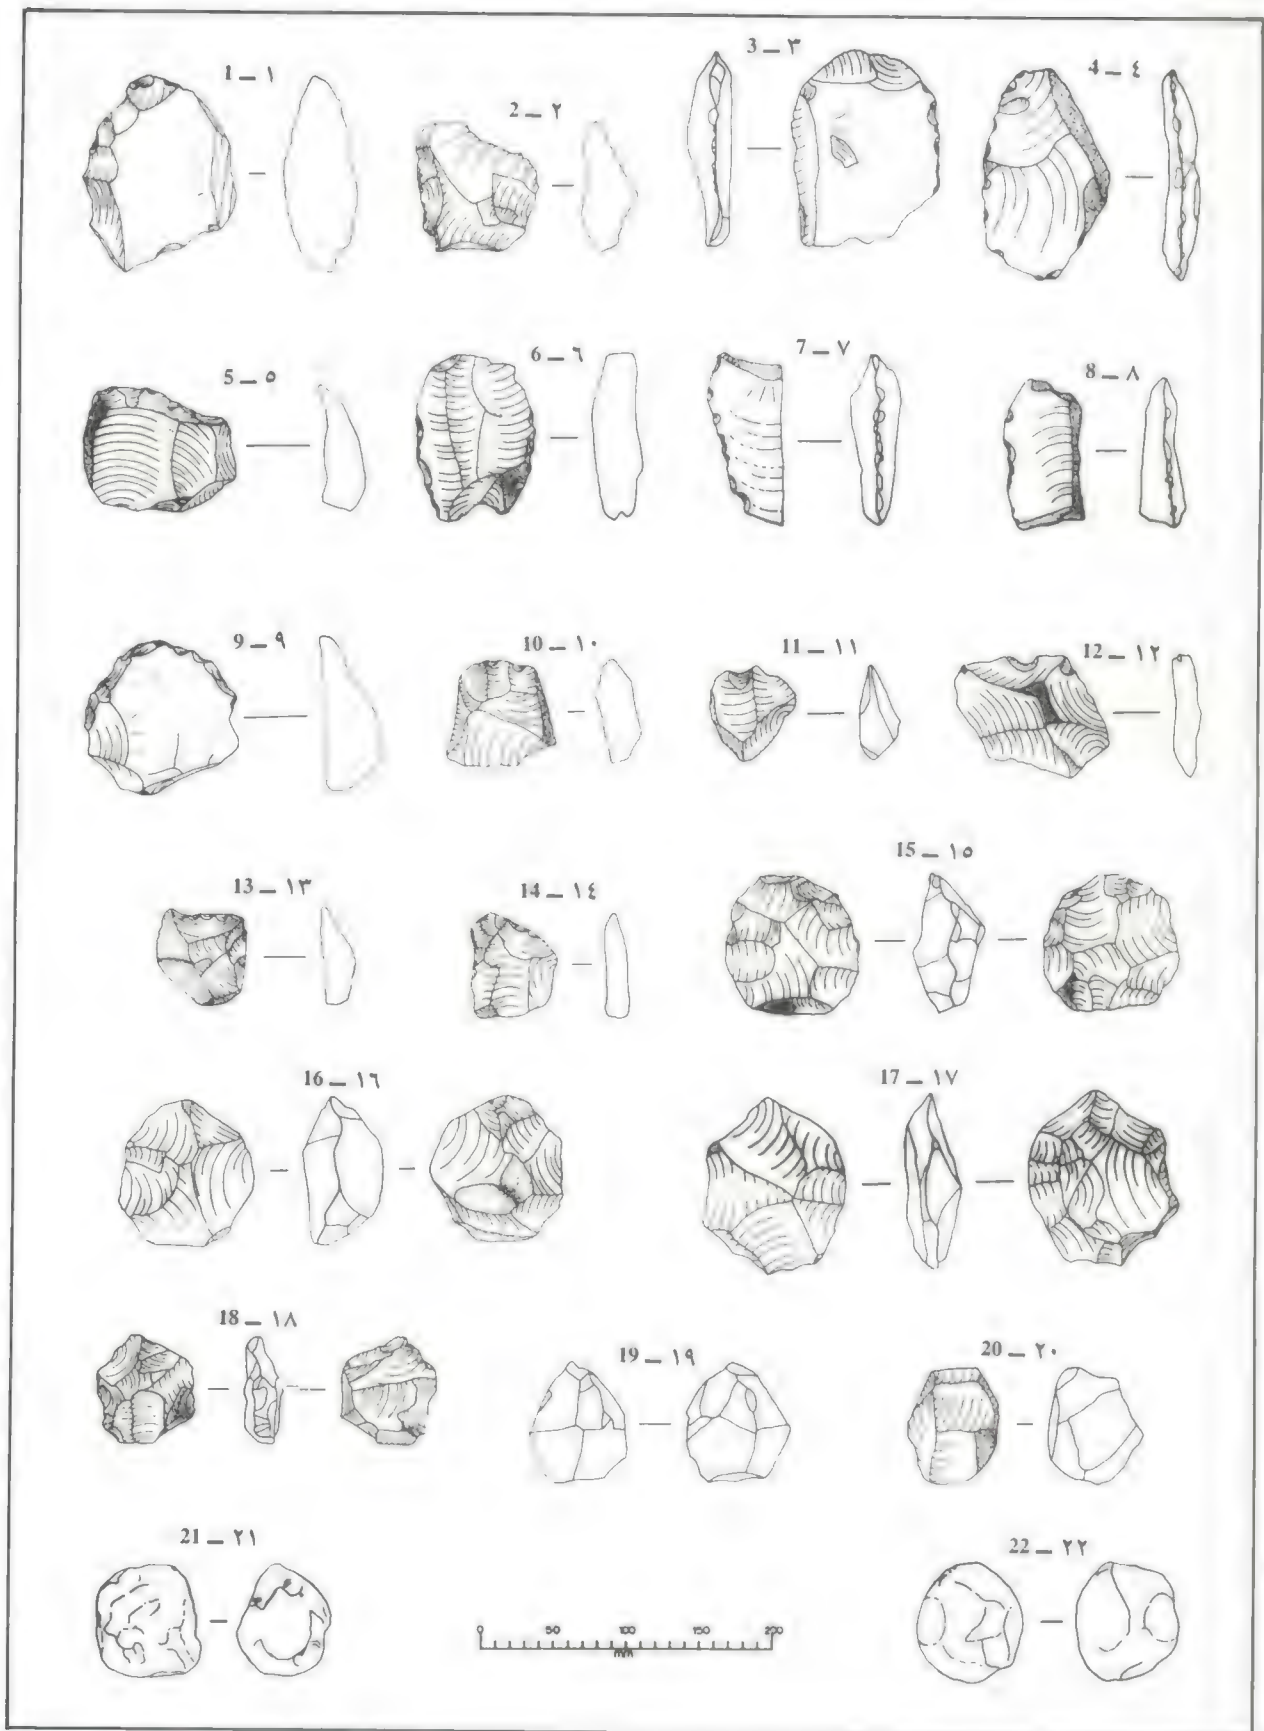 1 — ١
2 — ٢
3 — ٣
4 — ٤
5 — ٥
6 — ٦
7 — ٧
8 — ٨
9 — ٩
10 — ١٠
11 — ١١
12 — ١٢
13 — ١٣
14 — ١٤
15 — ١٥
16 — ١٦
17 — ١٧
18 — ١٨
19 — ١٩
20 — ٢٠
21 — ٢١
22 — ٢٢
0 50 100 150 200
mm